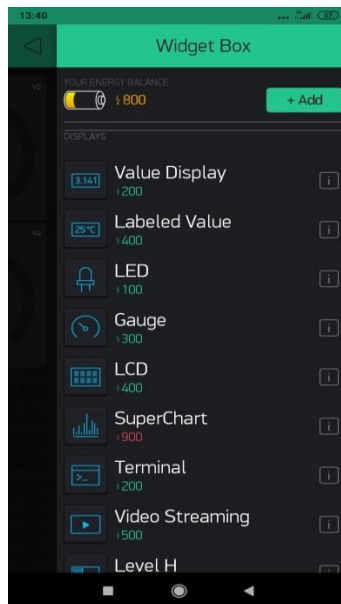 13:40
57
Widget Box
V2
YOUR ENERGY BALANCE
800
+ Add
DISPLAYS
3.141
Value Display
200
V4
25°C
Labeled Value
400
LED
100
Gauge
300
LCD
400
SuperChart
900
>_
Terminal
200
Video Streaming
500
Level H